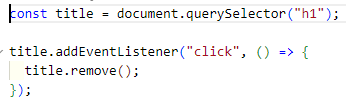 const title = document.querySelector("h1");

title.addEventListener("click", () => {
  title.remove();
});